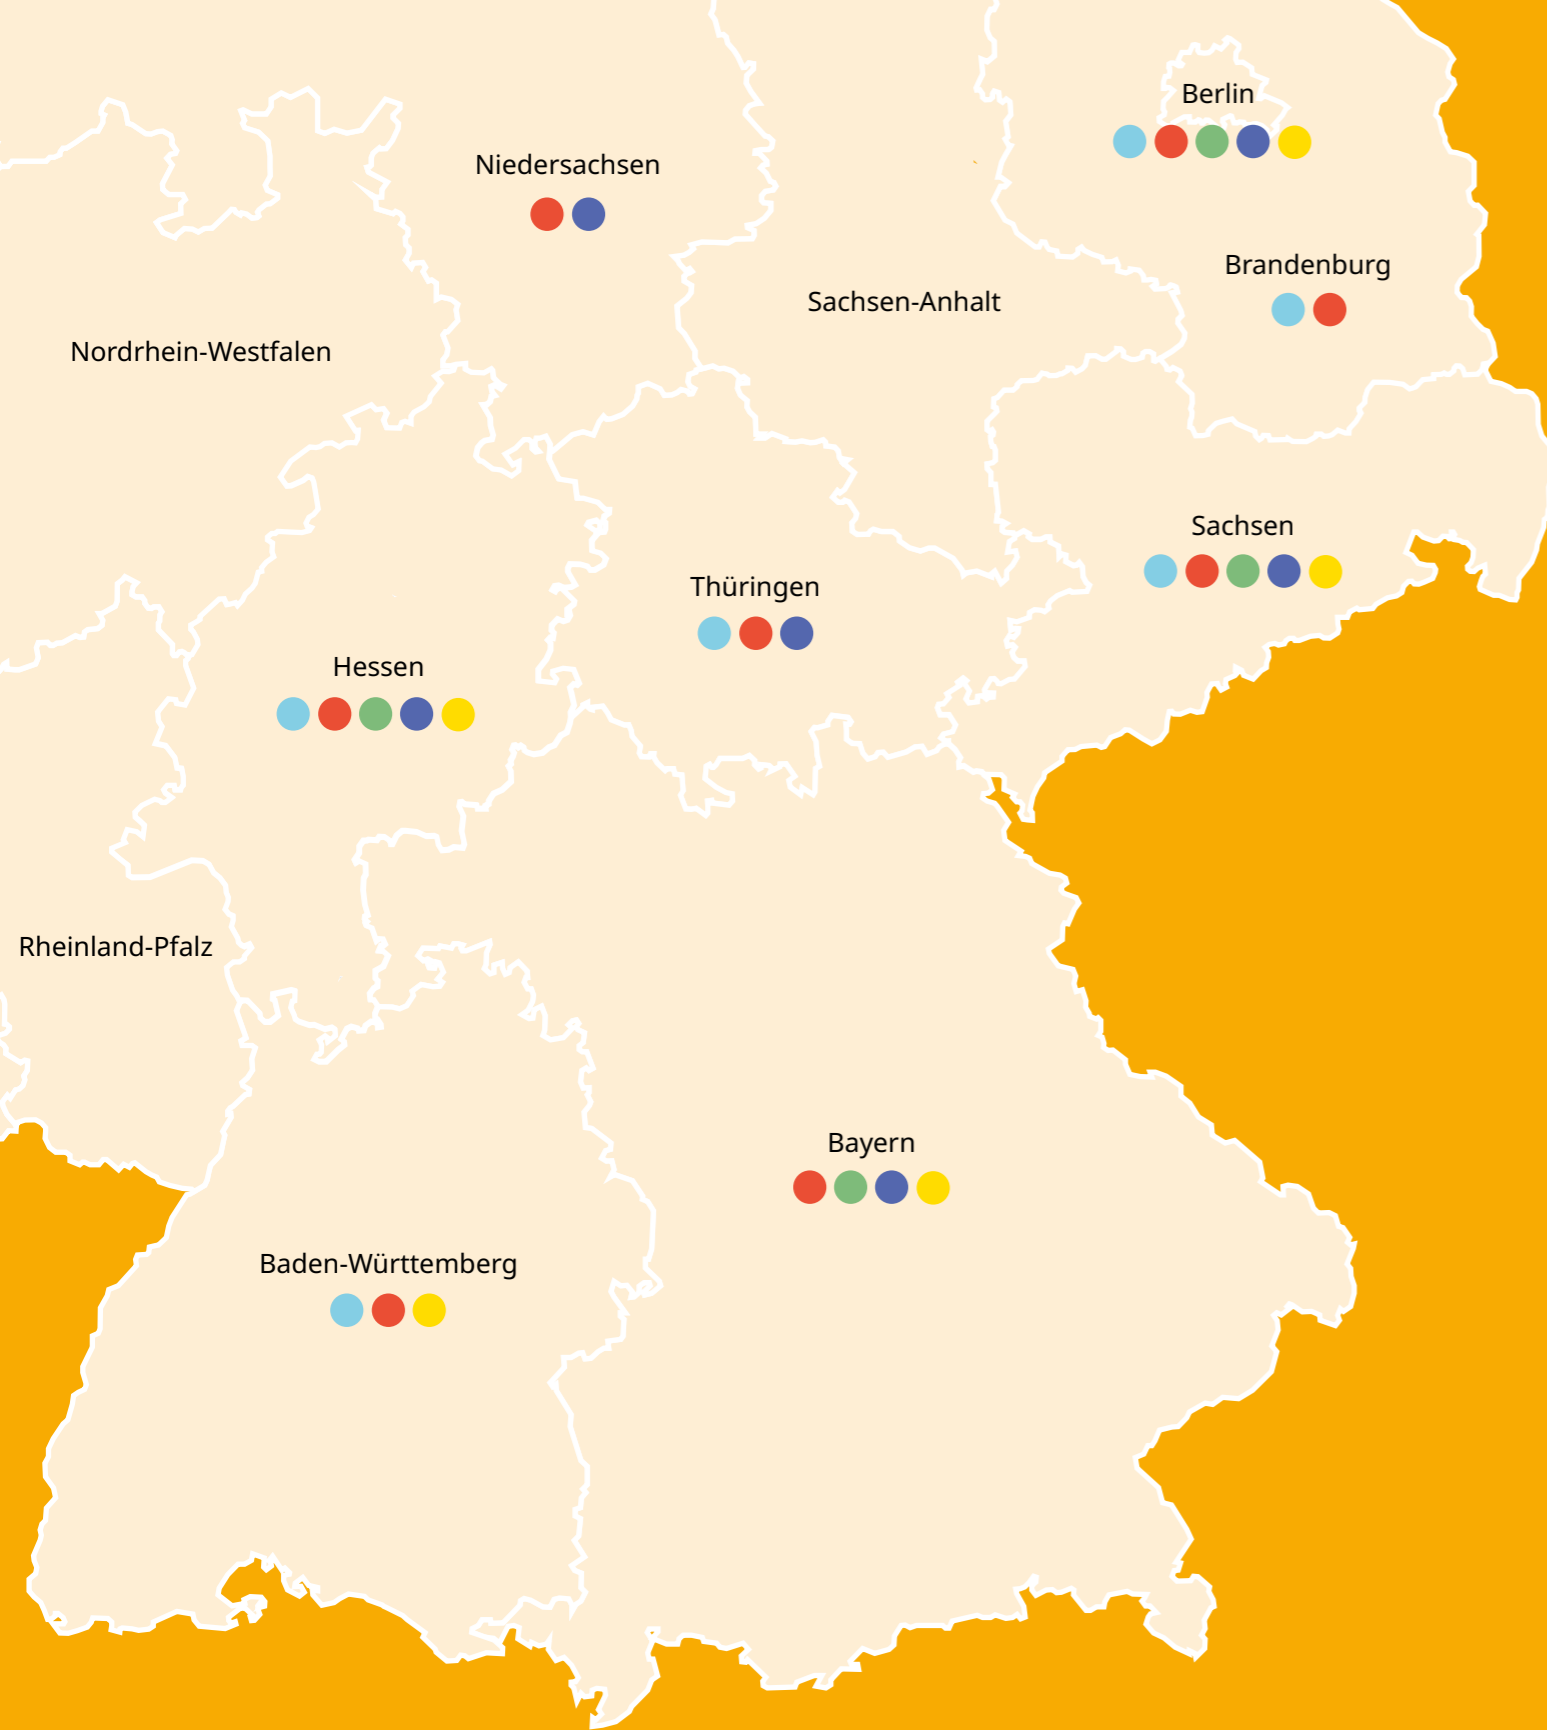 Berlin
Niedersachsen
Brandenburg
Sachsen-Anhalt
Nordrhein-Westfalen
Sachsen
Thüringen
Hessen
Rheinland-Pfalz
Bayern
Baden-Württemberg